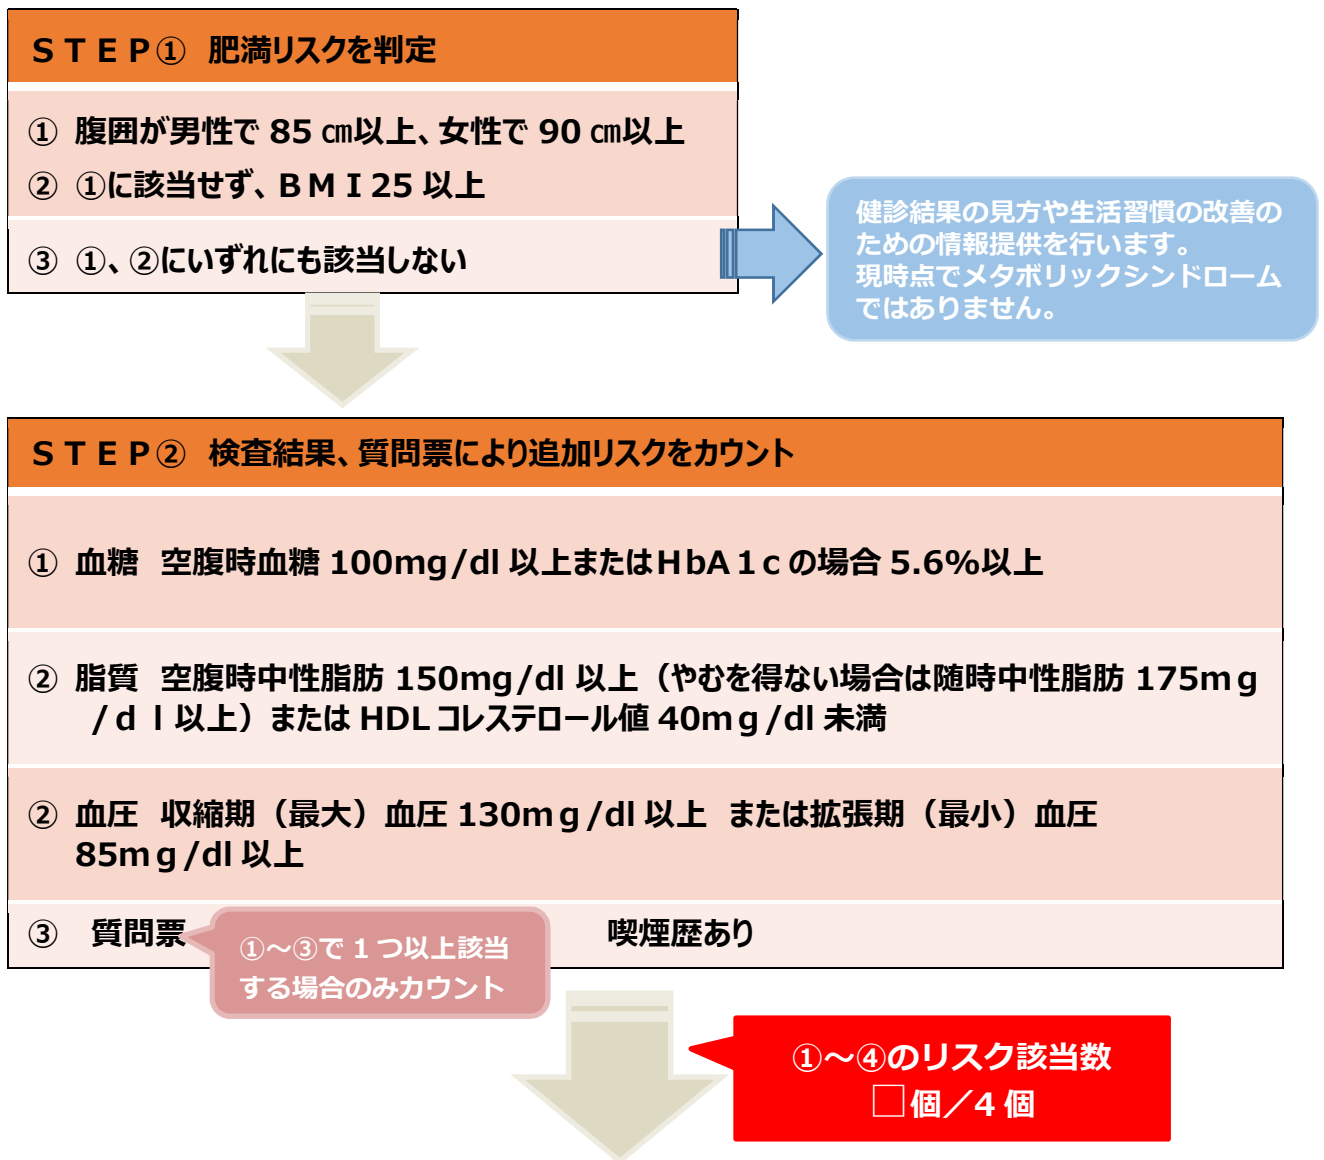 ＳＴＥＰ① 肥満リスクを判定
① 腹囲が男性で 85 ㎝以上、女性で 90 ㎝以上
② ①に該当せず、ＢＭＩ25 以上
③ ①、②にいずれにも該当しない
健診結果の見方や生活習慣の改善の
ための情報提供を行います。
現時点でメタボリックシンドローム
ではありません。
ＳＴＥＰ② 検査結果、質問票により追加リスクをカウント
① 血糖 空腹時血糖 100mg/dl 以上またはＨbA１ｃの場合 5.6%以上
② 脂質 空腹時中性脂肪 150mg/dl 以上（やむを得ない場合は随時中性脂肪 175mｇ
/ｄｌ以上）または HDL コレステロール値 40mｇ/dl 未満
② 血圧 収縮期（最大）血圧 130mｇ/dl 以上 または拡張期（最小）血圧
85mｇ/dl 以上
③ 質問票 喫煙歴あり
①～③で 1 つ以上該当
する場合のみカウント
①～④のリスク該当数
□個／4 個